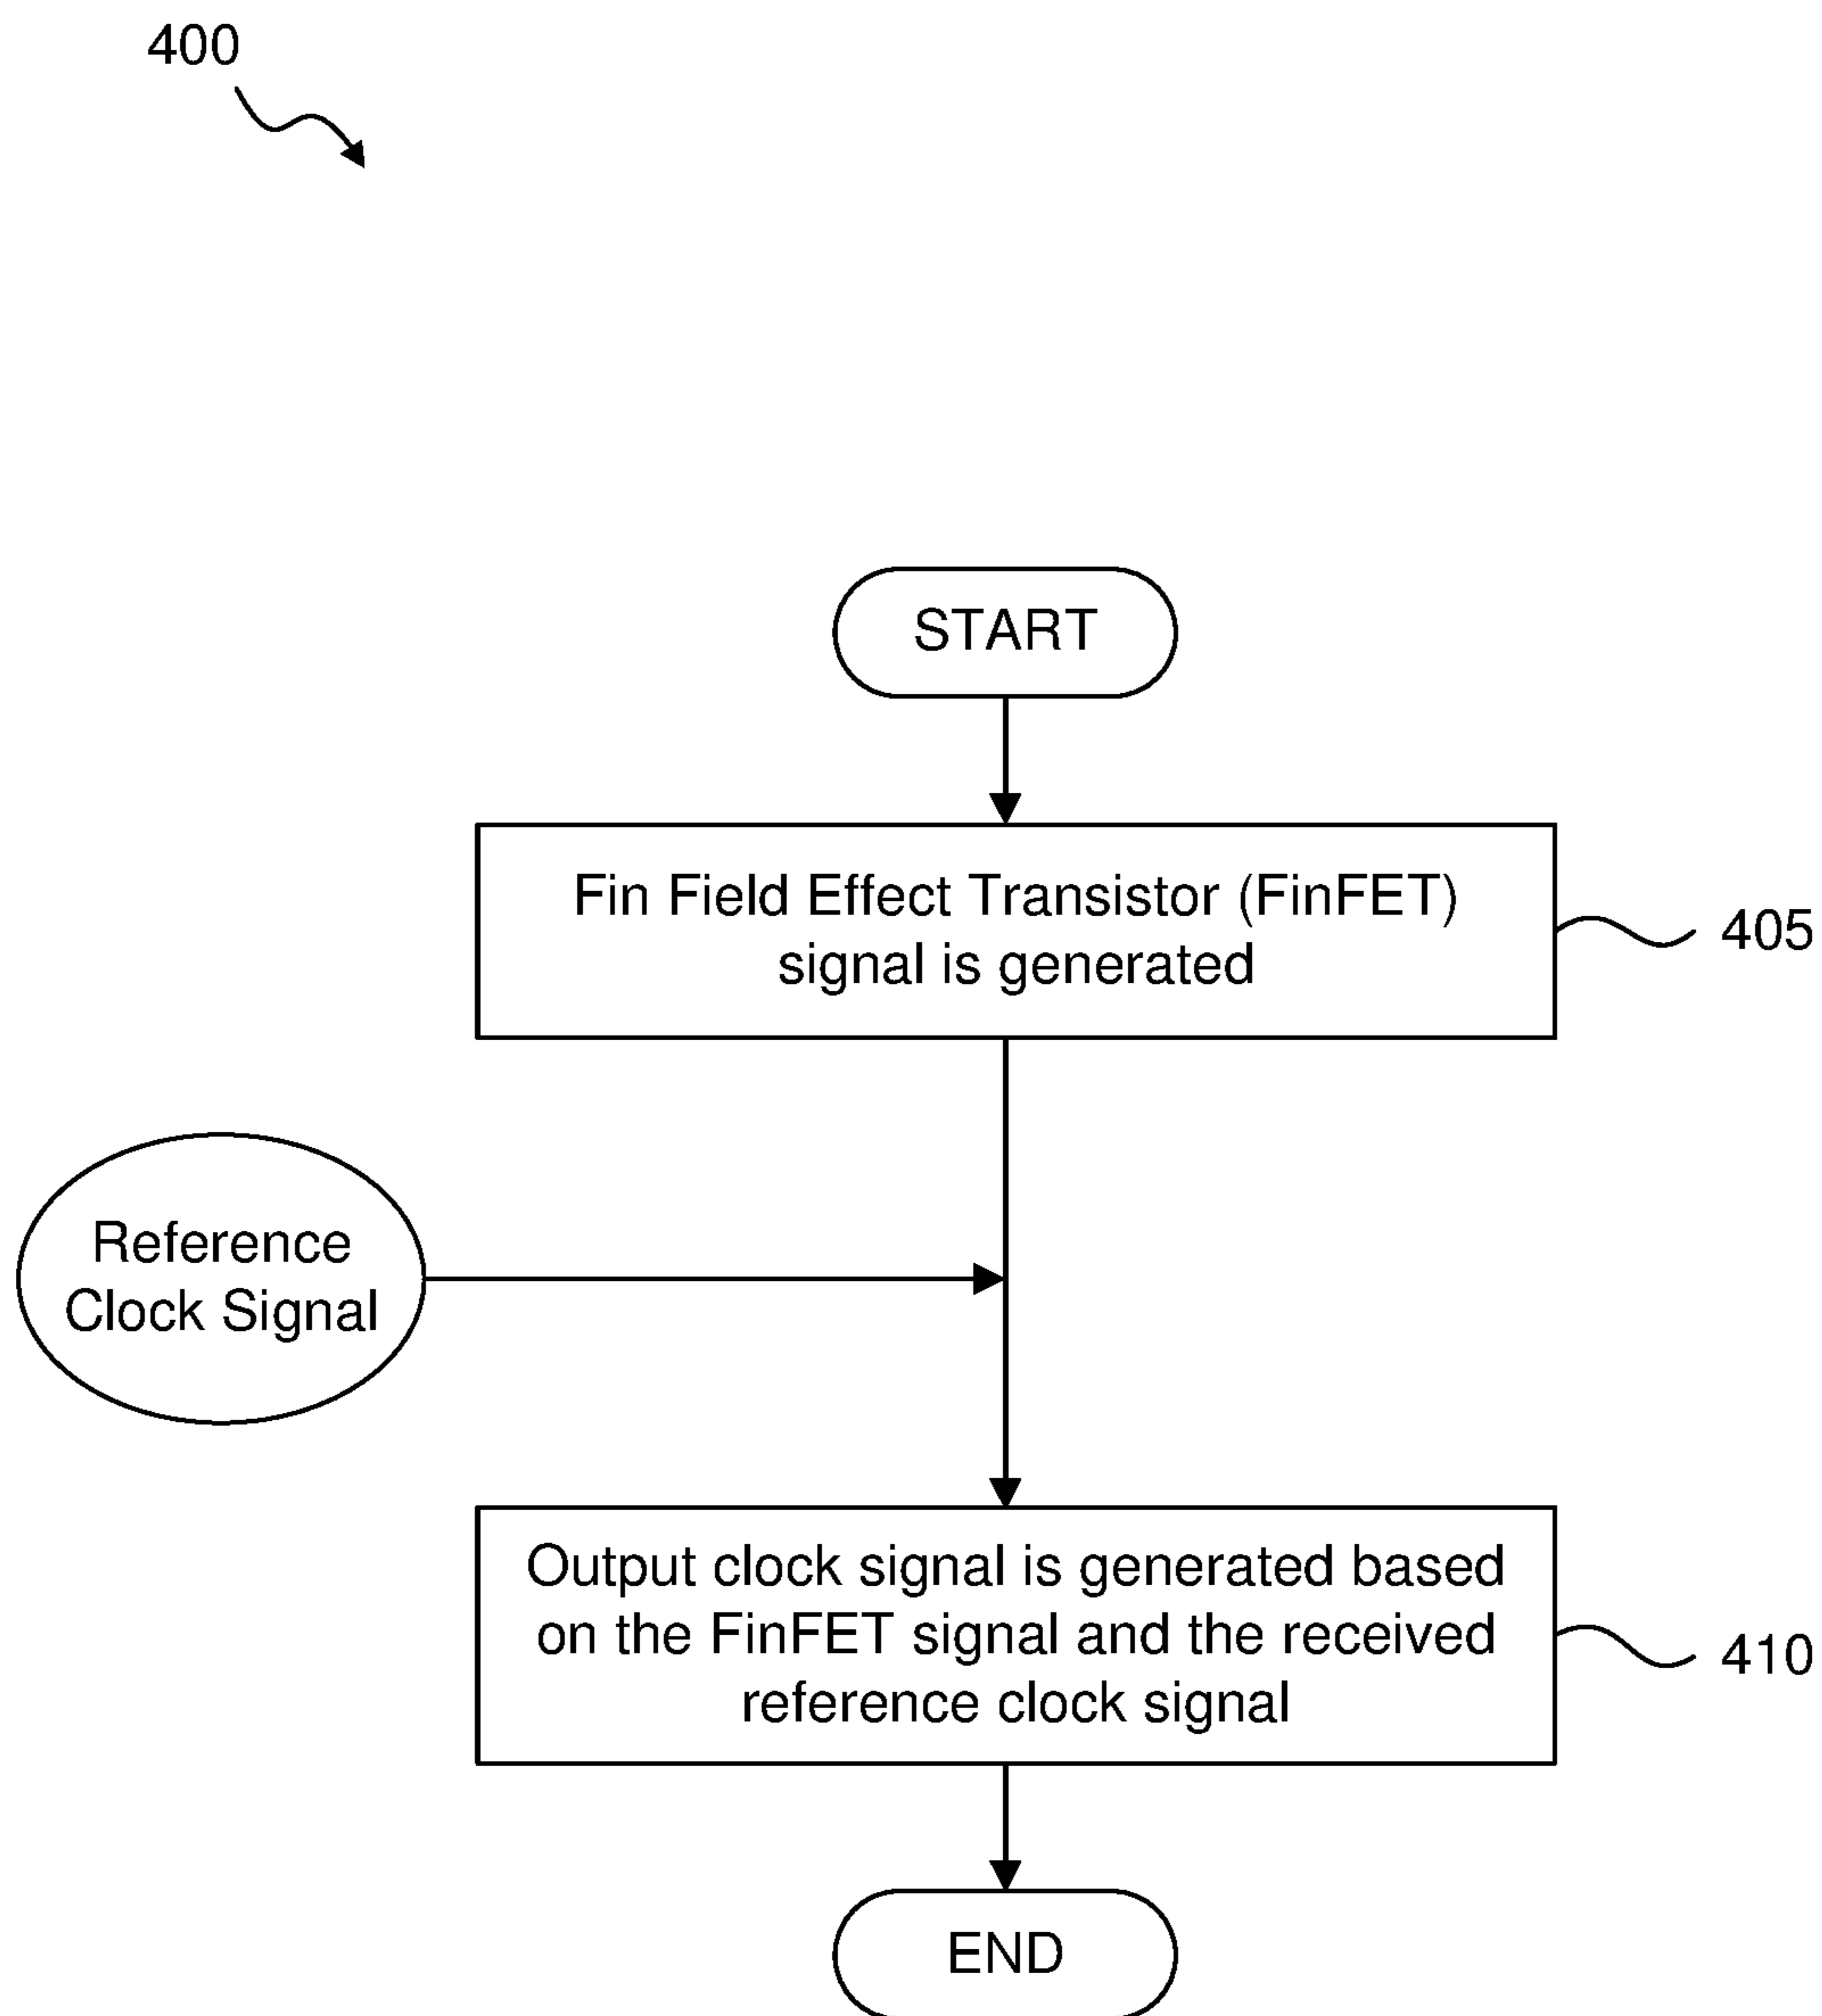 400
START
Fin Field Effect Transistor (FinFET)
signal is generated
405
Reference
Clock Signal
Output clock signal is generated based
on the FinFET signal and the received
reference clock signal
410
END